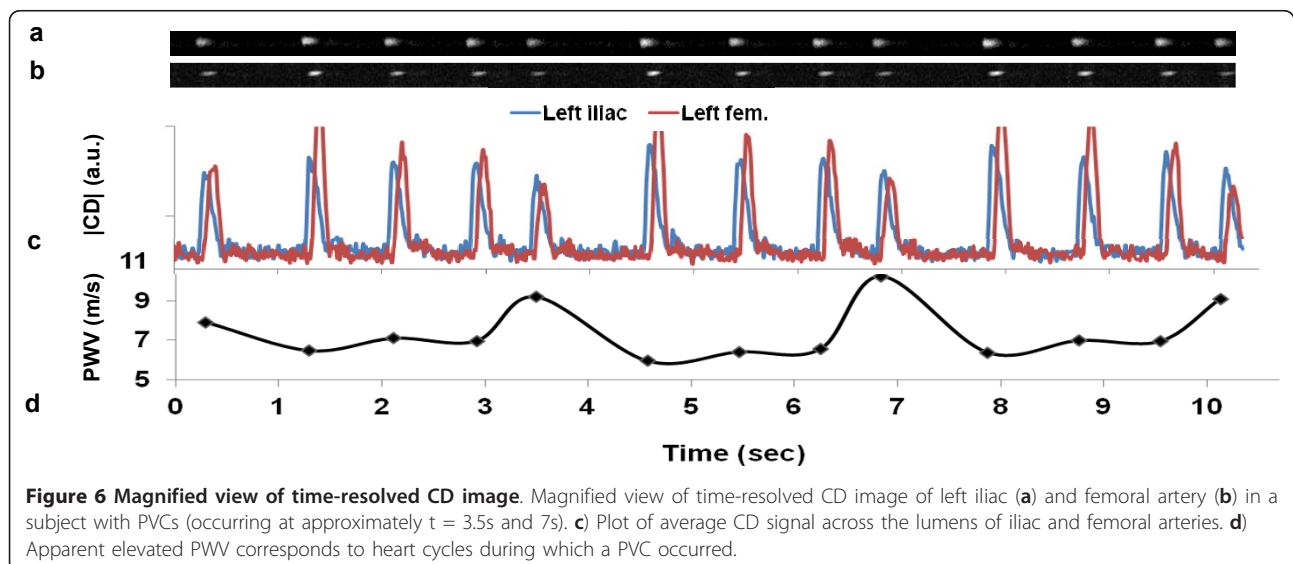 a
b
Left iliac Left fem.
|CD| (a.u.)
c
11
PWV (m/s)
9
7
5
d
0 1 2 3 4 5 6 7 8 9 10
Time (sec)
Figure 6 Magnified view of time-resolved CD image. Magnified view of time-resolved CD image of left iliac (a) and femoral artery (b) in a
subject with PVCs (occurring at approximately t = 3.5s and 7s). c) Plot of average CD signal across the lumens of iliac and femoral arteries. d)
Apparent elevated PWV corresponds to heart cycles during which a PVC occurred.